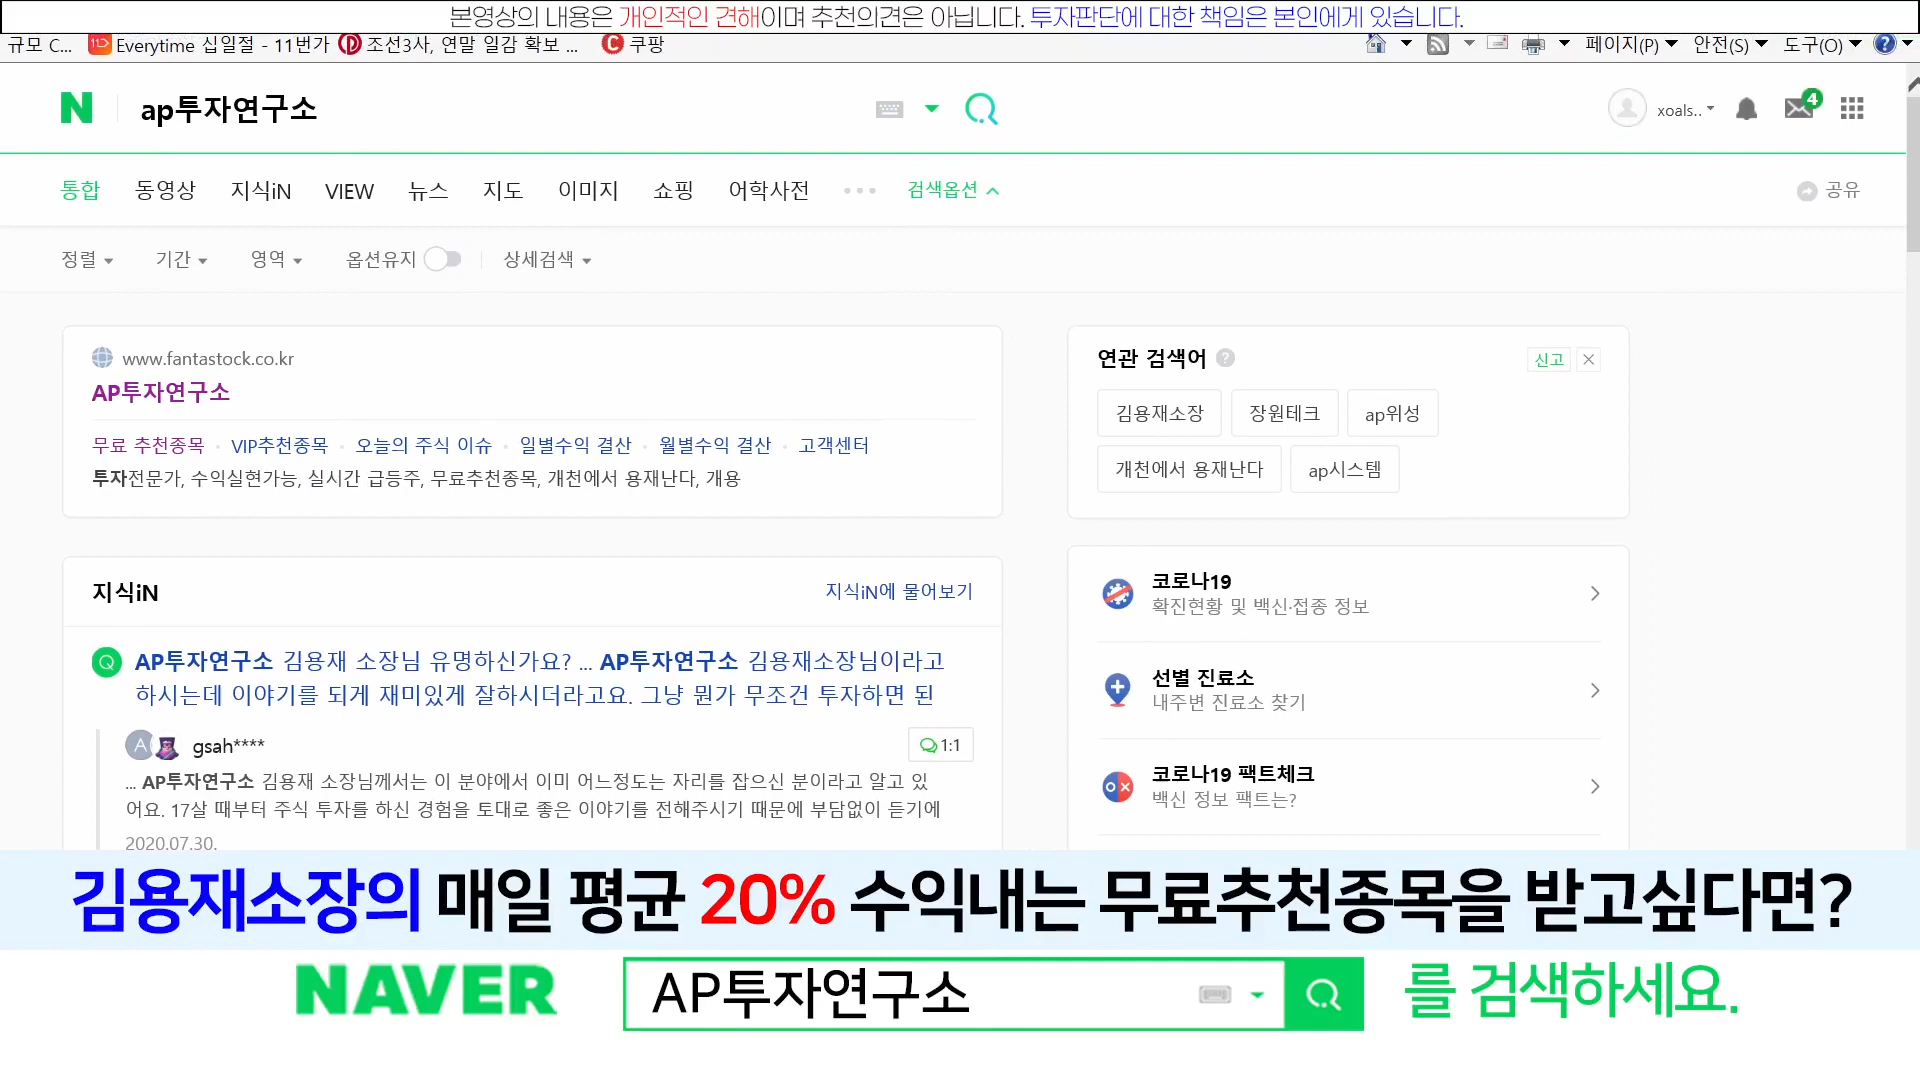 본영상의 내용은 개인적인 견해이며 추천의견은 아닙니다. 투자판단에 대한 책임은 본인에게 있습니다.
규모 C... Everytime 십일절 - 11번가 조선3사, 연말 일감 확보 ... 쿠팡 페이지(P) 안전(S) 도구(O)
N ap투자연구소 xoals.. 4
통합 동영상 지식iN VIEW 뉴스 지도 이미지 쇼핑 어학사전 검색옵션 공유
정렬 기간 영역 옵션유지 상세검색
www.fantastock.co.kr
AP투자연구소
무료 추천종목 · VIP추천종목 · 오늘의 주식 이슈 · 일별수익 결산 · 월별수익 결산 · 고객센터
투자전문가, 수익실현가능, 실시간 급등주, 무료추천종목, 개천에서 용재난다, 개용
연관 검색어 ? 신고
김용재소장 장원테크 ap위성
개천에서 용재난다 ap시스템
지식iN 지식iN에 물어보기
Q AP투자연구소 김용재 소장님 유명하신가요? ... AP투자연구소 김용재소장님이라고
하시는데 이야기를 되게 재미있게 잘하시더라고요. 그냥 뭔가 무조건 투자하면 된
A gsah**** 1:1
... AP투자연구소 김용재 소장님께서는 이 분야에서 이미 어느정도는 자리를 잡으신 분이라고 알고 있
어요. 17살 때부터 주식 투자를 하신 경험을 토대로 좋은 이야기를 전해주시기 때문에 부담없이 듣기에
2020.07.30.
코로나19
확진현황 및 백신·접종 정보
선별 진료소
내주변 진료소 찾기
코로나19 팩트체크
백신 정보 팩트는?
김용재소장의 매일 평균 20% 수익내는 무료추천종목을 받고싶다면?
NAVER AP투자연구소 를 검색하세요.